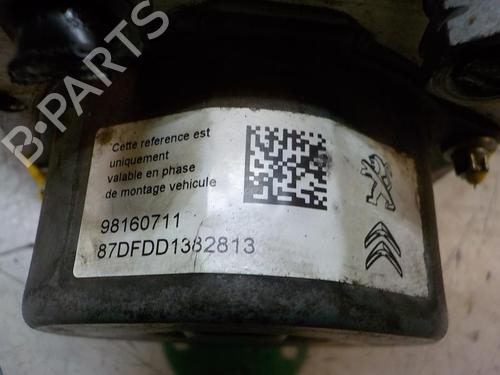 B-PARTS
Cette reference est
uniquement
valable en phase
de montage vehicule
98160711
87DFDD1382813